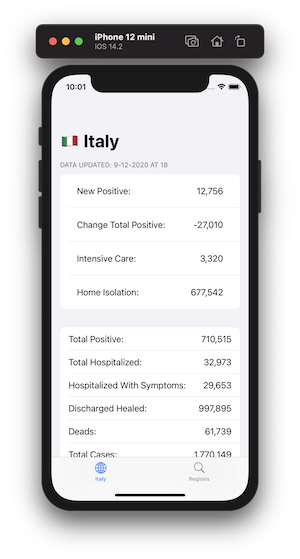 iPhone 12 mini
iOS 14.2
10:01
Italy
DATA UPDATED: 9-12-2020 AT 18
New Positive: 12,756
Change Total Positive: -27,010
Intensive Care: 3,320
Home Isolation: 677,542
Total Positive: 710,515
Total Hospitalized: 32,973
Hospitalized With Symptoms: 29,653
Discharged Healed: 997,895
Deads: 61,739
Total Cases: 1,770,149
Italy Regions